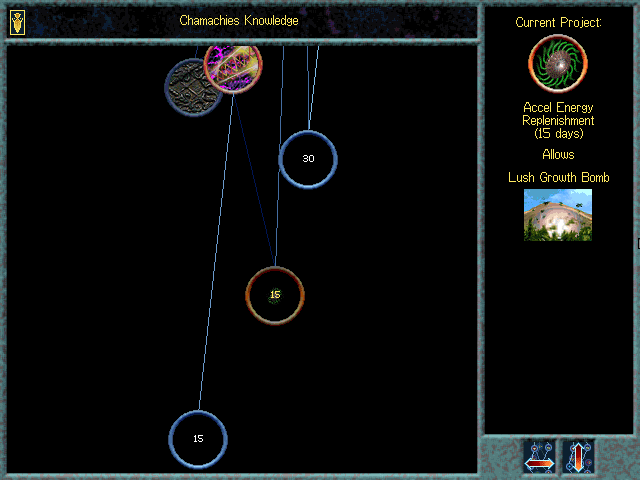 Chamachies Knowledge
Current Project:
Accel Energy
Replenishment
(15 days)
Allows
Lush Growth Bomb
30
15
15